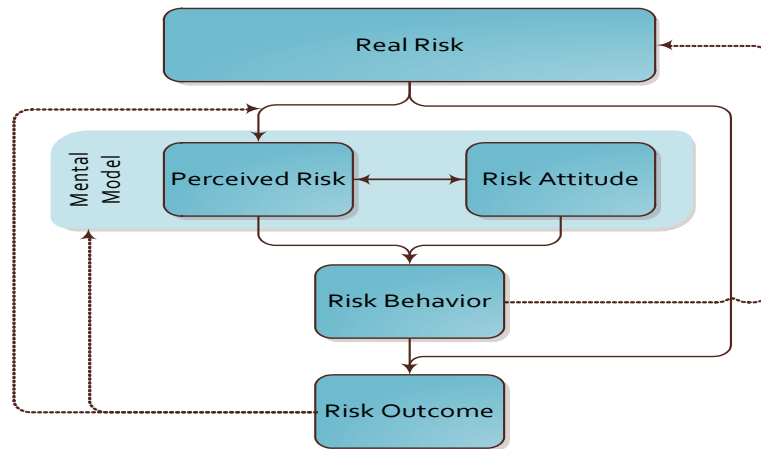 Real Risk
Mental
Model
Perceived Risk
Risk Attitude
Risk Behavior
Risk Outcome